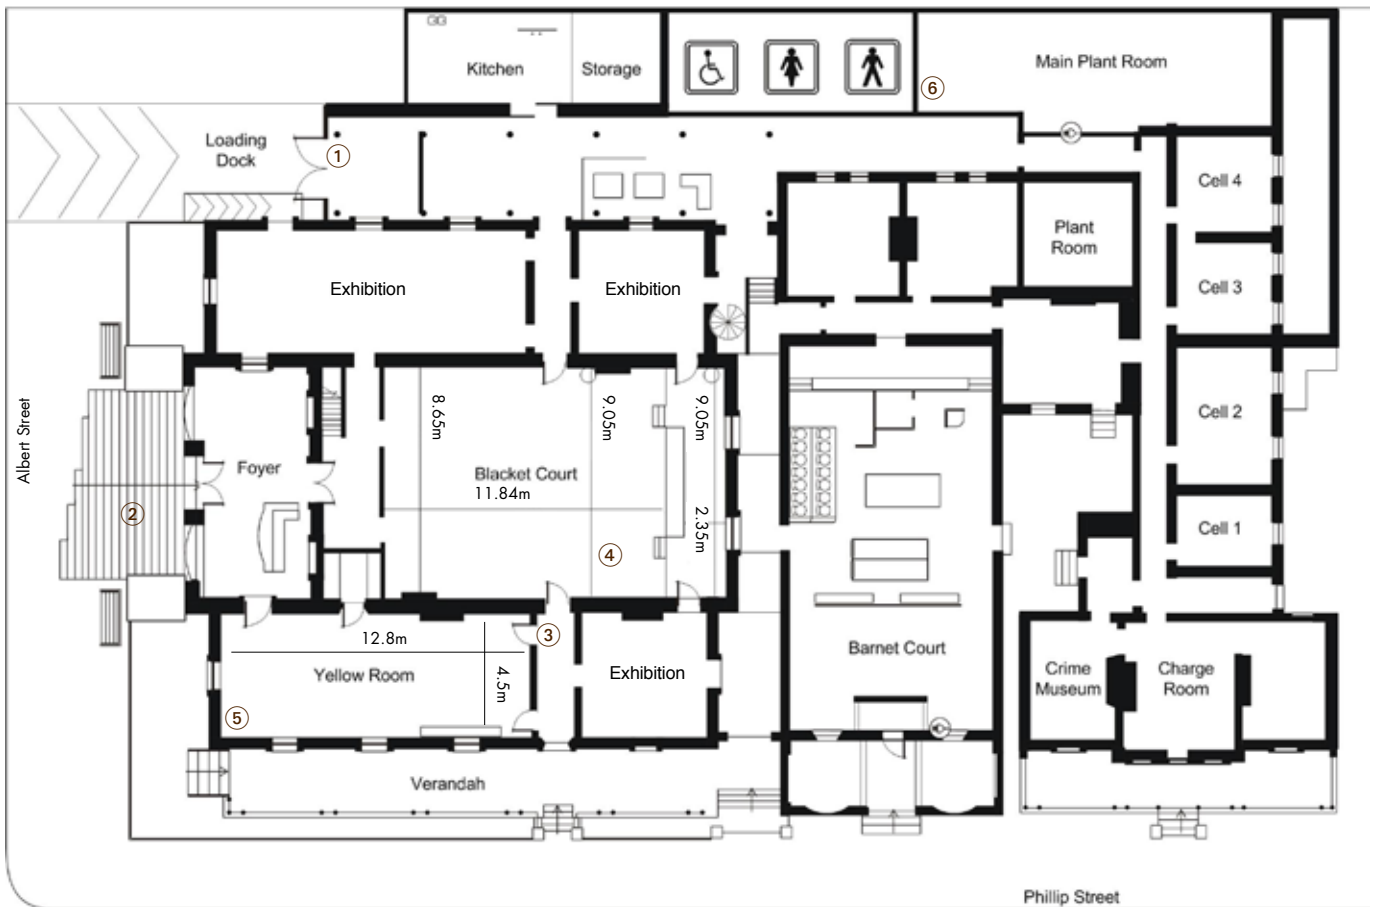 Kitchen
Storage
Main Plant Room
6
Loading
Dock
1
Cell 4
Plant
Room
Exhibition
Exhibition
Cell 3
Albert Street
8.65m
9.05m
9.05m
Cell 2
Foyer
Blacket Court
11.84m
2
2.35m
Cell 1
4
12.8m
3
Yellow Room
4.5m
Exhibition
Barnet Court
Crime
Museum
Charge
Room
5
Verandah
Phillip Street